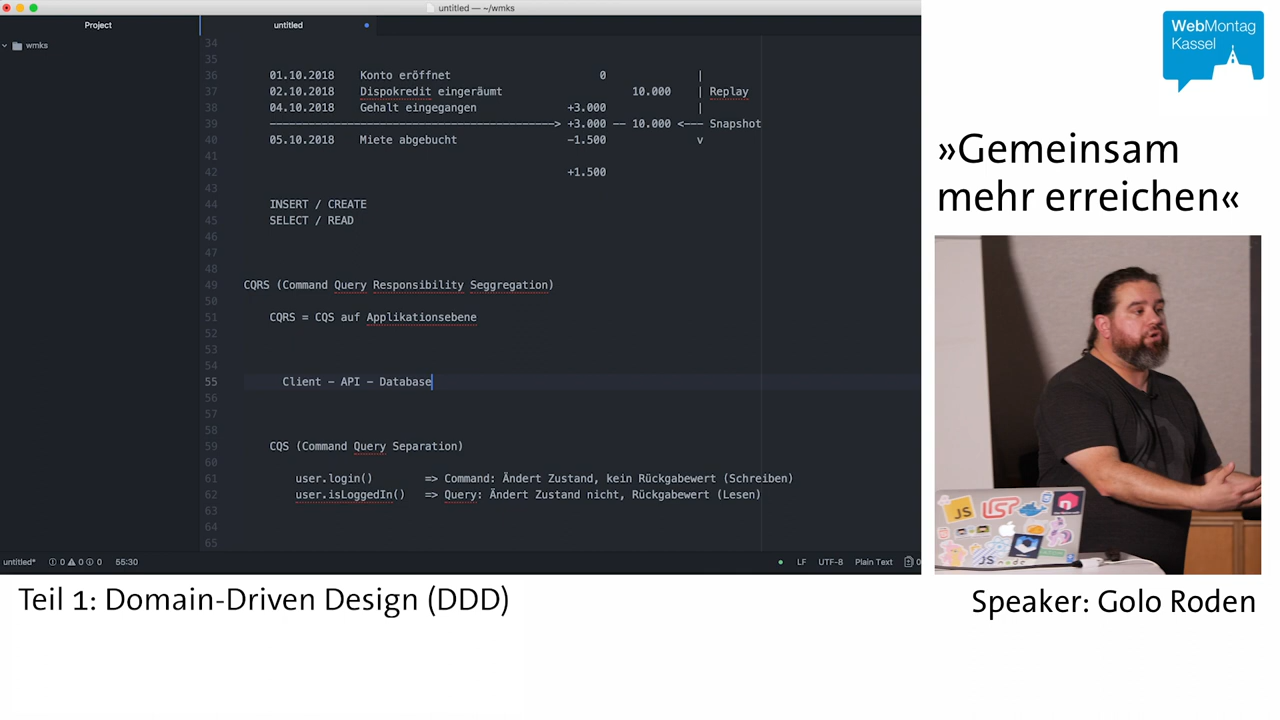 untitled — ~/wmks
Project
untitled
wmks
34
35
36 01.10.2018 Konto eröffnet 0 |
37 02.10.2018 Dispokredit eingeräumt 10.000 | Replay
38 04.10.2018 Gehalt eingegangen +3.000 |
39 --------------------------------------------> +3.000 -- 10.000 <--- Snapshot
40 05.10.2018 Miete abgebucht -1.500 v
41
42 +1.500
43
44 INSERT / CREATE
45 SELECT / READ
46
47
48
49 CQRS (Command Query Responsibility Seggregation)
50
51 CQRS = CQS auf Applikationsebene
52
53
54
55 Client - API - Database
56
57
58
59 CQS (Command Query Separation)
60
61 user.login() => Command: Ändert Zustand, kein Rückgabewert (Schreiben)
62 user.isLoggedIn() => Query: Ändert Zustand nicht, Rückgabewert (Lesen)
63
64
65
untitled* 0 0 0 55:30 LF UTF-8 Plain Text 0
WebMontag
Kassel
»Gemeinsam
mehr erreichen«
JS
LISP
JS
Teil 1: Domain-Driven Design (DDD)
Speaker: Golo Roden